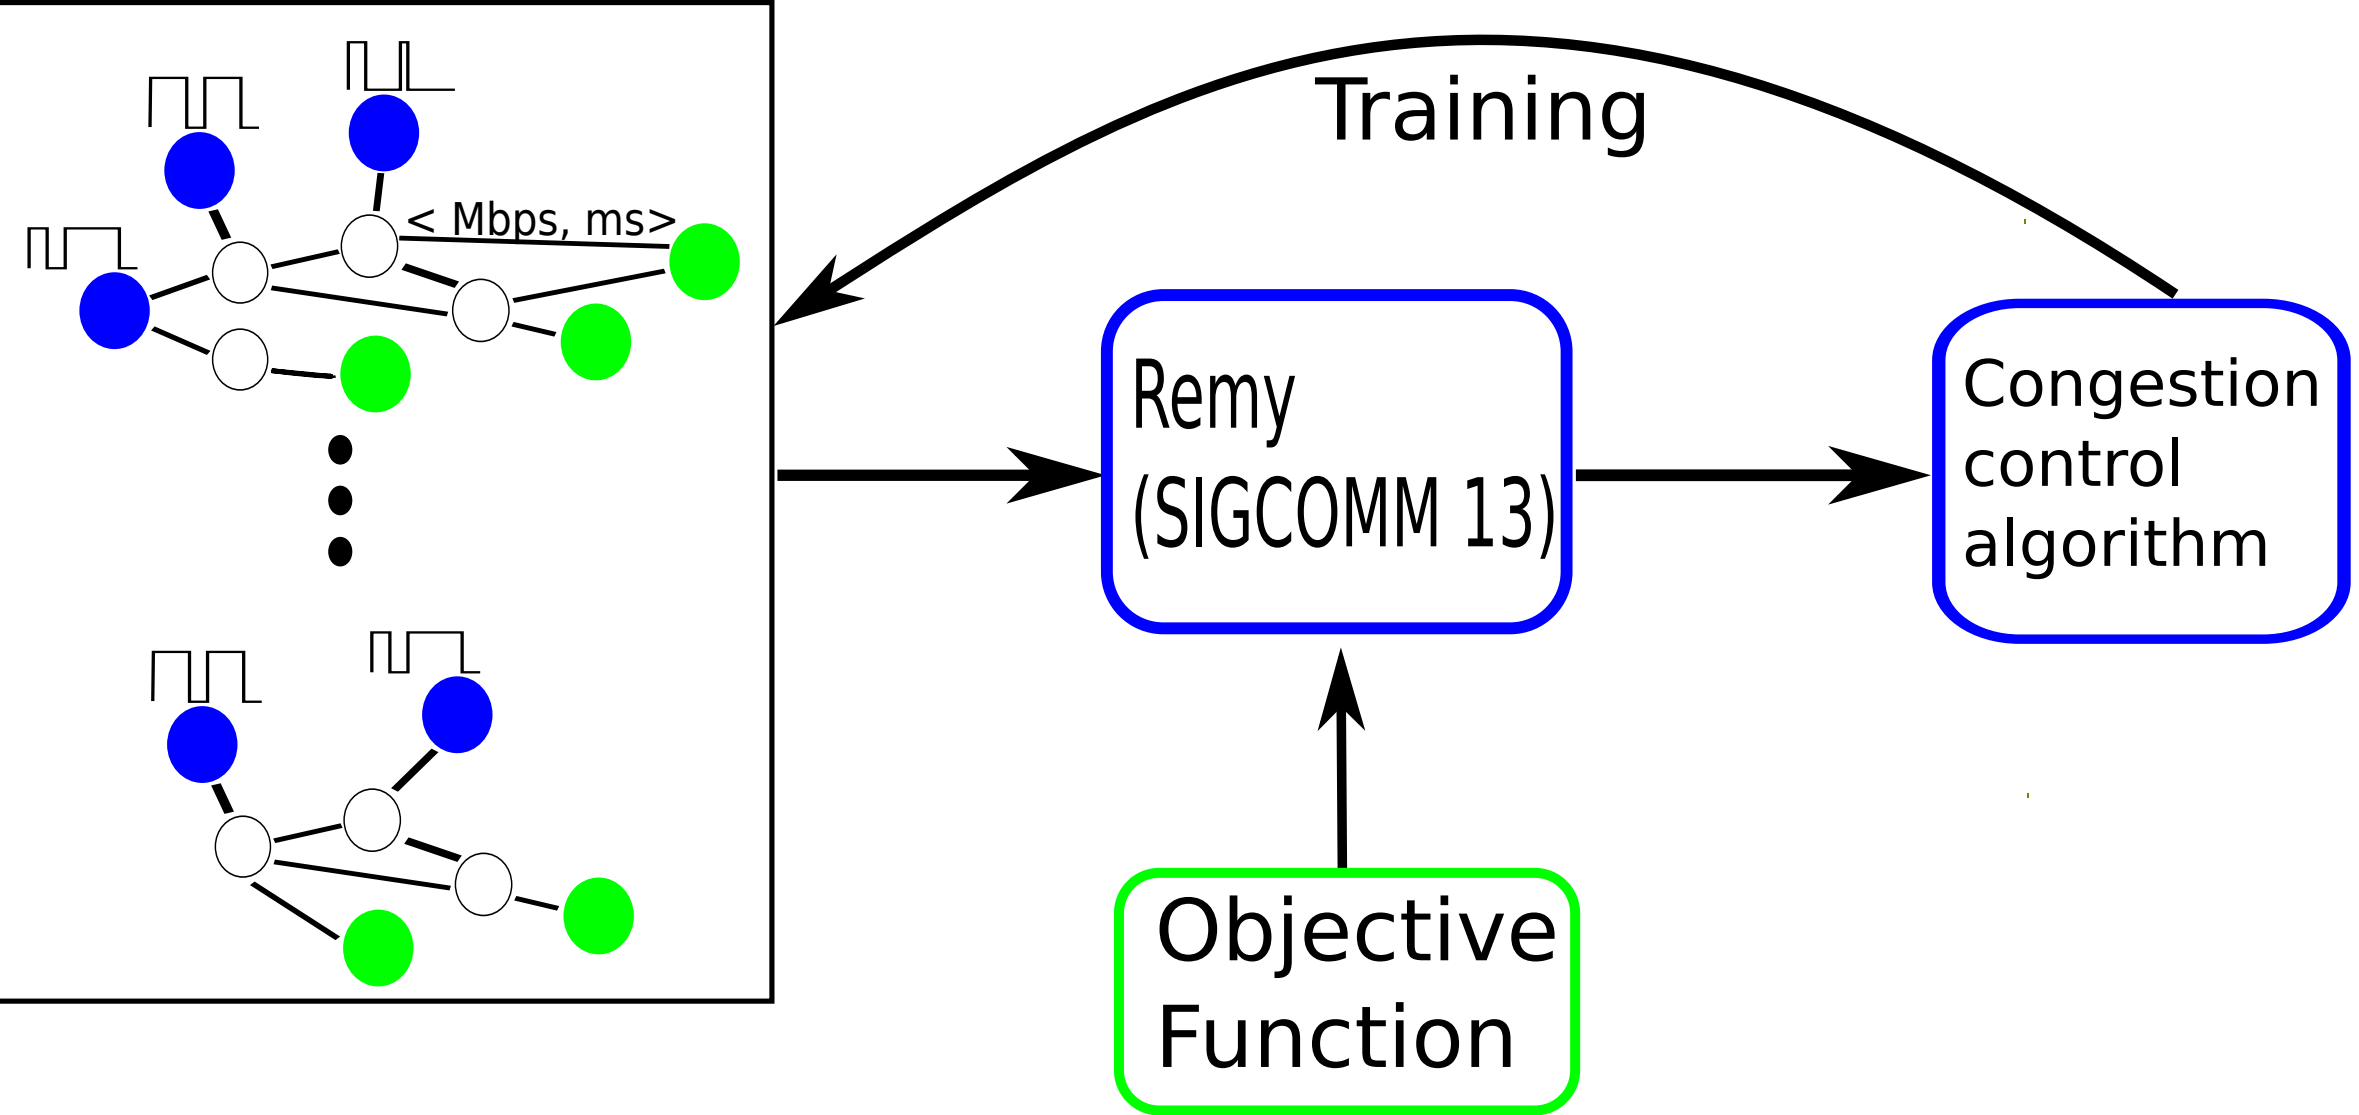 Training
< Mbps, ms>
Remy
(SIGCOMM 13)
Congestion
control
algorithm
Objective
Function